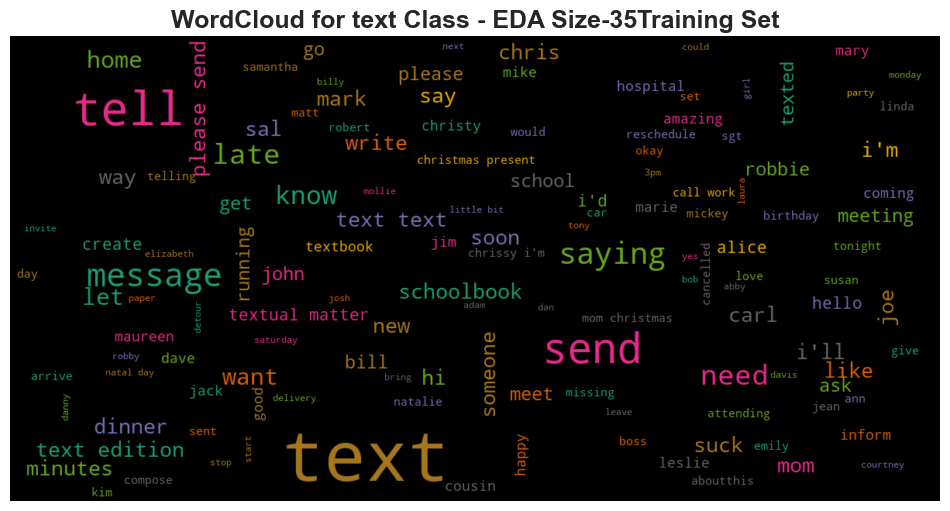 WordCloud for text Class - EDA Size-35Training Set
home
tell
please send
samantha
go
billy
matt
mark
next
please
say
chris
mike
could
hospital
set
girl
texted
mary
monday
party
linda
sal
late
robert
write
christy
would
amazing
reschedule
sgt
okay
i'm
christmas present
way
telling
get
know
mollie
school
i'd
car
tony
marie
3pm
call work
laura
mickey
robbie
coming
birthday
meeting
text text
little bit
soon
chrissy i'm
saying
invite
create
elizabeth
running
textbook
jim
yes
bob
cancelled
alice
abby
love
tonight
susan
day
message
john
let
paper
detour
josh
schoolbook
adam
dan
mom christmas
carl
hello
joe
textual matter
new
maureen
saturday
robby
natal day
dave
bill
bring
hi
someone
send
need
davis
i'll
like
give
ask
arrive
danny
want
jack
good
delivery
natalie
meet
missing
leave
attending
jean
ann
dinner
sent
text edition
start
stop
minutes
compose
kim
text
cousin
happy
boss
leslie
suck
emily
aboutthis
mom
inform
courtney